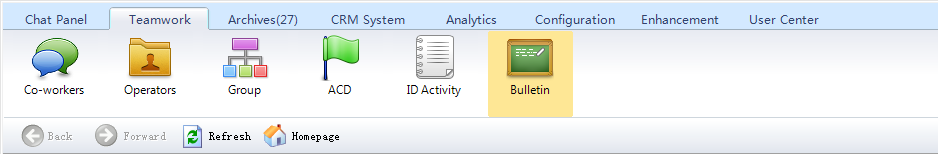 Chat Panel Teamwork Archives(27) CRM System Analytics Configuration Enhancement User Center
Co-workers Operators Group ACD ID Activity Bulletin
Back Forward Refresh Homepage